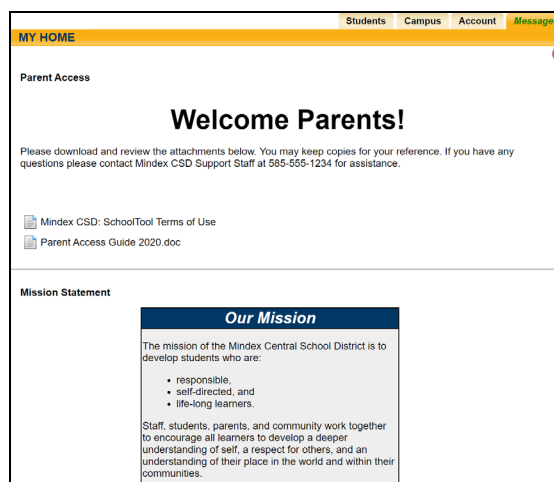 Students Campus Account Message
MY HOME
Parent Access
Welcome Parents!
Please download and review the attachments below. You may keep copies for your reference. If you have any
questions please contact Mindex CSD Support Staff at 585-555-1234 for assistance.
Mindex CSD: SchoolTool Terms of Use
Parent Access Guide 2020.doc
Mission Statement
Our Mission
The mission of the Mindex Central School District is to
develop students who are:
• responsible,
• self-directed, and
• life-long learners.
Staff, students, parents, and community work together
to encourage all learners to develop a deeper
understanding of self, a respect for others, and an
understanding of their place in the world and within their
communities.